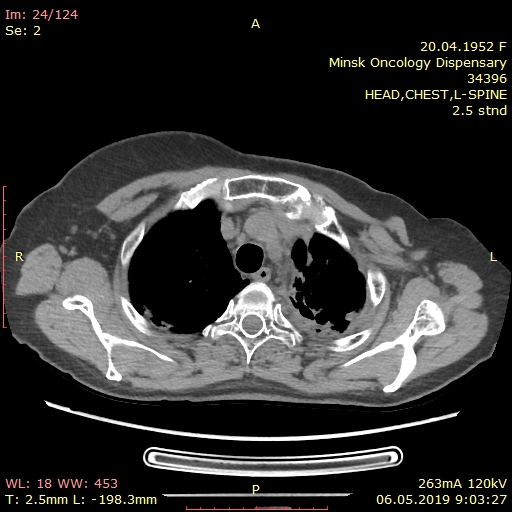 Im: 24/124
Se: 2
A
20.04.1952 F
Minsk Oncology Dispensary
34396
HEAD,CHEST,L-SPINE
2.5 stnd
R
L
WL: 18 WW: 453
T: 2.5mm L: -198.3mm
P
263mA 120kV
06.05.2019 9:03:27